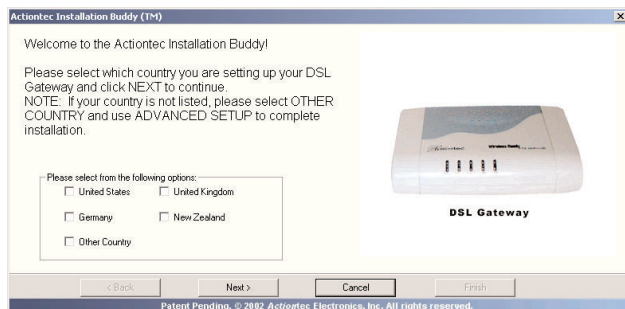 Actiontec Installation Buddy (TM)
Welcome to the Actiontec Installation Buddy!
Please select which country you are setting up your DSL
Gateway and click NEXT to continue.
NOTE: If your country is not listed, please select OTHER
COUNTRY and use ADVANCED SETUP to complete
installation.
Please select from the following options:
United States
United Kingdom
Germany
New Zealand
Other Country
Actiontec
Wireless Ready
DSL Gateway
< Back
Next >
Cancel
Finish
Patent Pending, © 2002 Actiontec Electronics, Inc. All rights reserved.